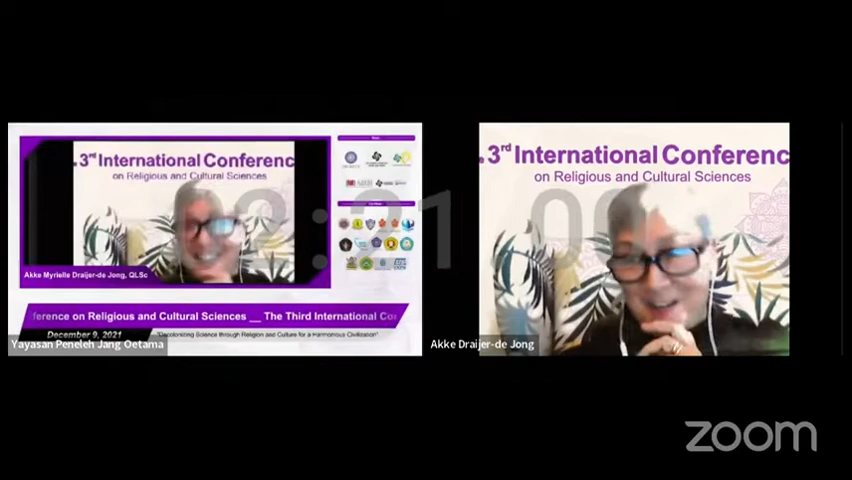 3rd International Conferenc
on Religious and Cultural Sciences
Akke Myrielle Draijer-de Jong, QLSc
ference on Religious and Cultural Sciences __ The Third International Co
December 9, 2021
"Decolonizing Science through Religion and Culture for a Harmonious Civilization"
Yayasan Peneleh Jang Oetama
. 3rd International Conferenc
on Religious and Cultural Sciences
Akke Draijer-de Jong
zoom